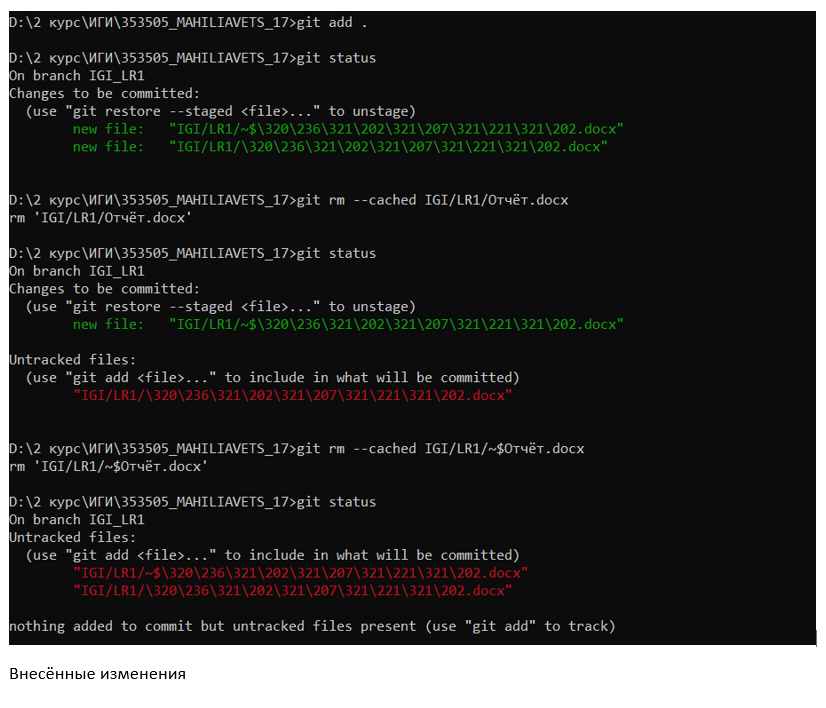 D:\2 курс\ИГИ\353505_MAHILIAVETS_17>git add .
D:\2 курс\ИГИ\353505_MAHILIAVETS_17>git status
On branch IGI_LR1
Changes to be committed:
(use "git restore --staged <file>..." to unstage)
new file: "IGI/LR1/~$\320\236\321\202\321\207\321\221\321\202.docx"
new file: "IGI/LR1/\320\236\321\202\321\207\321\221\321\202.docx"
D:\2 курс\ИГИ\353505_MAHILIAVETS_17>git rm --cached IGI/LR1/Отчёт.docx
rm 'IGI/LR1/Отчёт.docx'
D:\2 курс\ИГИ\353505_MAHILIAVETS_17>git status
On branch IGI_LR1
Changes to be committed:
(use "git restore --staged <file>..." to unstage)
new file: "IGI/LR1/~$\320\236\321\202\321\207\321\221\321\202.docx"
Untracked files:
(use "git add <file>..." to include in what will be committed)
"IGI/LR1/\320\236\321\202\321\207\321\221\321\202.docx"
D:\2 курс\ИГИ\353505_MAHILIAVETS_17>git rm --cached IGI/LR1/~$Отчёт.docx
rm 'IGI/LR1/~$Отчёт.docx'
D:\2 курс\ИГИ\353505_MAHILIAVETS_17>git status
On branch IGI_LR1
Untracked files:
(use "git add <file>..." to include in what will be committed)
"IGI/LR1/~$\320\236\321\202\321\207\321\221\321\202.docx"
"IGI/LR1/\320\236\321\202\321\207\321\221\321\202.docx"
nothing added to commit but untracked files present (use "git add" to track)
Внесённые изменения